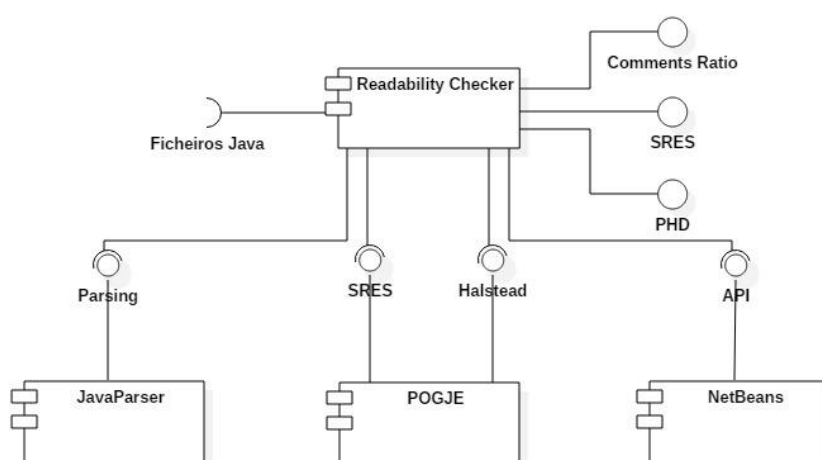 Readability Checker
Comments Ratio
Ficheiros Java
SRES
PHD
Parsing
SRES
Halstead
API
JavaParser
POGJE
NetBeans